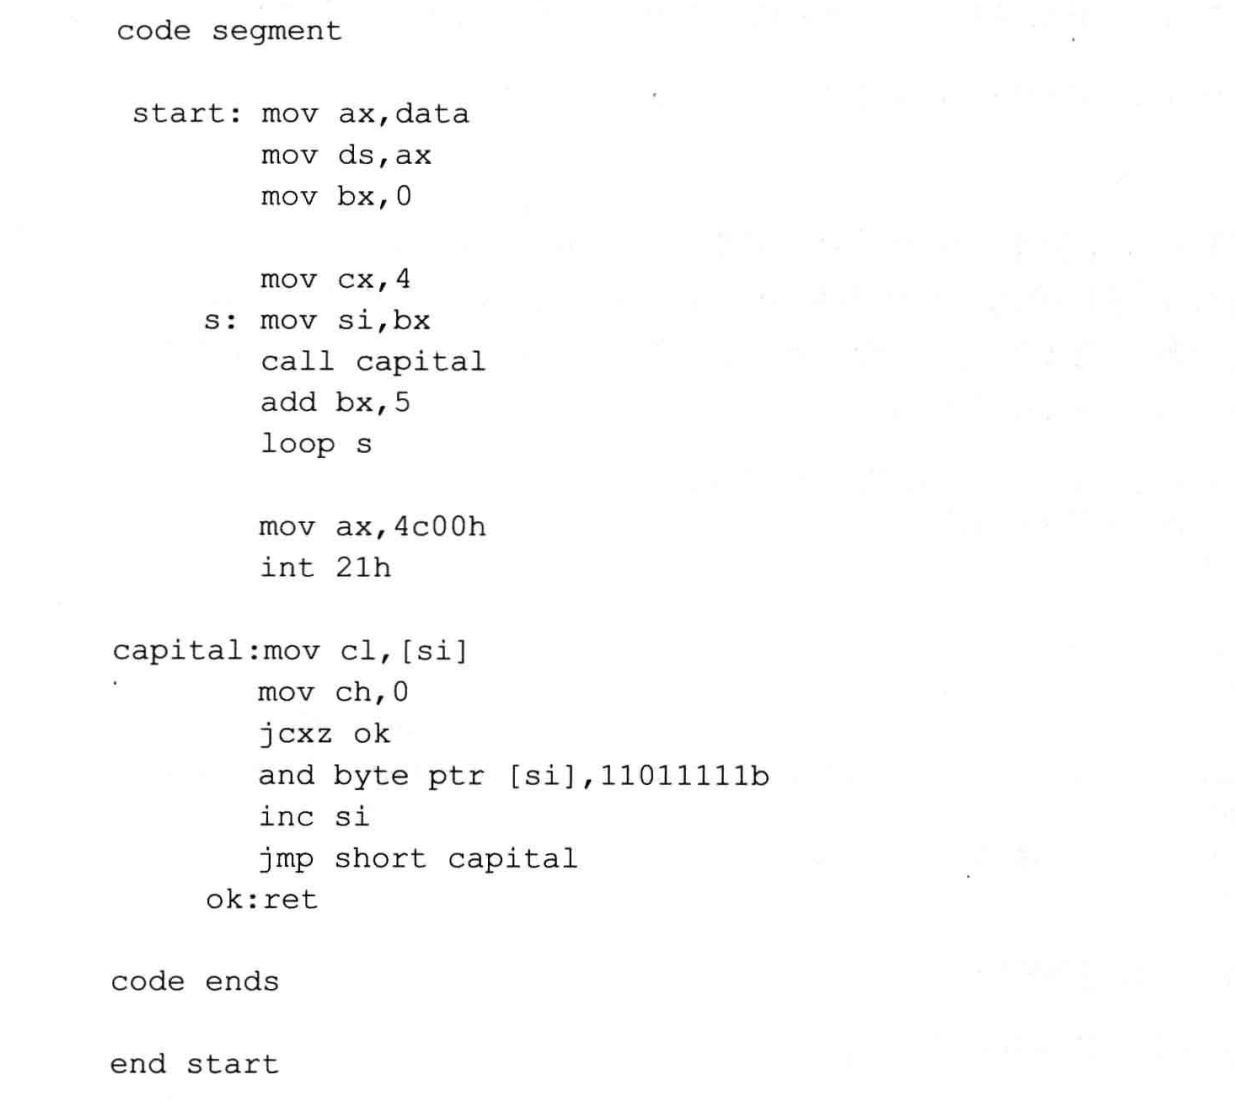 code segment
start: mov ax,data
mov ds,ax
mov bx,0
mov cx,4
s: mov si,bx
call capital
add bx,5
loop s
mov ax,4c00h
int 21h
capital:mov cl,[si]
mov ch,0
jcxz ok
and byte ptr [si],11011111b
inc si
jmp short capital
ok:ret
code ends
end start